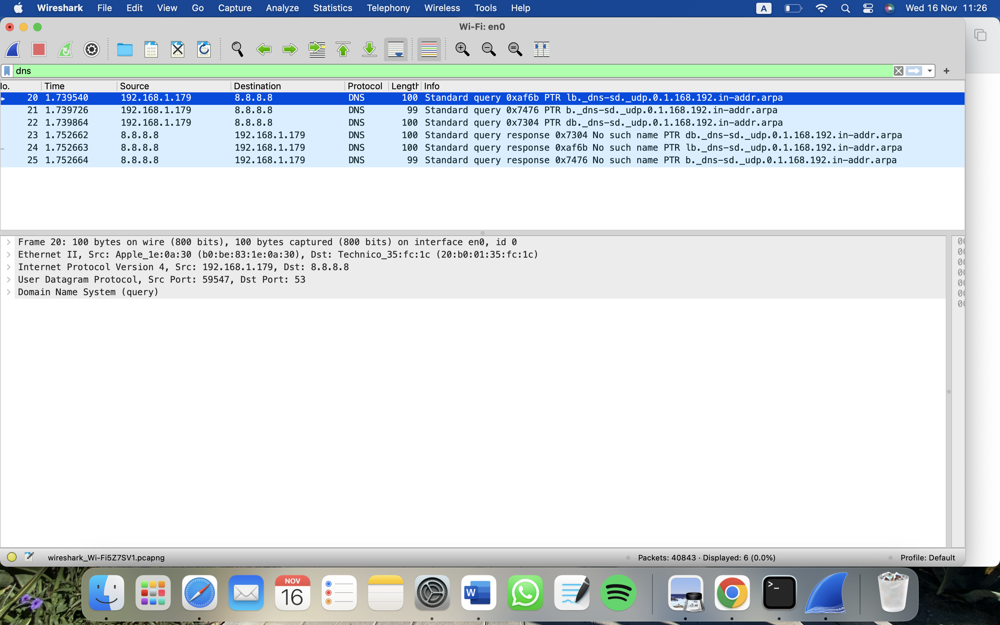 Wireshark File Edit View Go Capture Analyze Statistics Telephony Wireless Tools Help A Wed 16 Nov 11:26
Wi-Fi: en0
dns
lo. Time Source Destination Protocol Length Info
20 1.739540 192.168.1.179 8.8.8.8 DNS 100 Standard query 0xaf6b PTR lb._dns-sd._udp.0.1.168.192.in-addr.arpa
21 1.739726 192.168.1.179 8.8.8.8 DNS 99 Standard query 0x7476 PTR b._dns-sd._udp.0.1.168.192.in-addr.arpa
22 1.739864 192.168.1.179 8.8.8.8 DNS 100 Standard query 0x7304 PTR db._dns-sd._udp.0.1.168.192.in-addr.arpa
23 1.752662 8.8.8.8 192.168.1.179 DNS 100 Standard query response 0x7304 No such name PTR db._dns-sd._udp.0.1.168.192.in-addr.arpa
24 1.752663 8.8.8.8 192.168.1.179 DNS 100 Standard query response 0xaf6b No such name PTR lb._dns-sd._udp.0.1.168.192.in-addr.arpa
25 1.752664 8.8.8.8 192.168.1.179 DNS 99 Standard query response 0x7476 No such name PTR b._dns-sd._udp.0.1.168.192.in-addr.arpa
Frame 20: 100 bytes on wire (800 bits), 100 bytes captured (800 bits) on interface en0, id 0
Ethernet II, Src: Apple_1e:0a:30 (b0:be:83:1e:0a:30), Dst: Technico_35:fc:1c (20:b0:01:35:fc:1c)
Internet Protocol Version 4, Src: 192.168.1.179, Dst: 8.8.8.8
User Datagram Protocol, Src Port: 59547, Dst Port: 53
Domain Name System (query)
wireshark_Wi-Fi5Z7SV1.pcapng Packets: 40843 · Displayed: 6 (0.0%) Profile: Default
NOV
16
W
>_